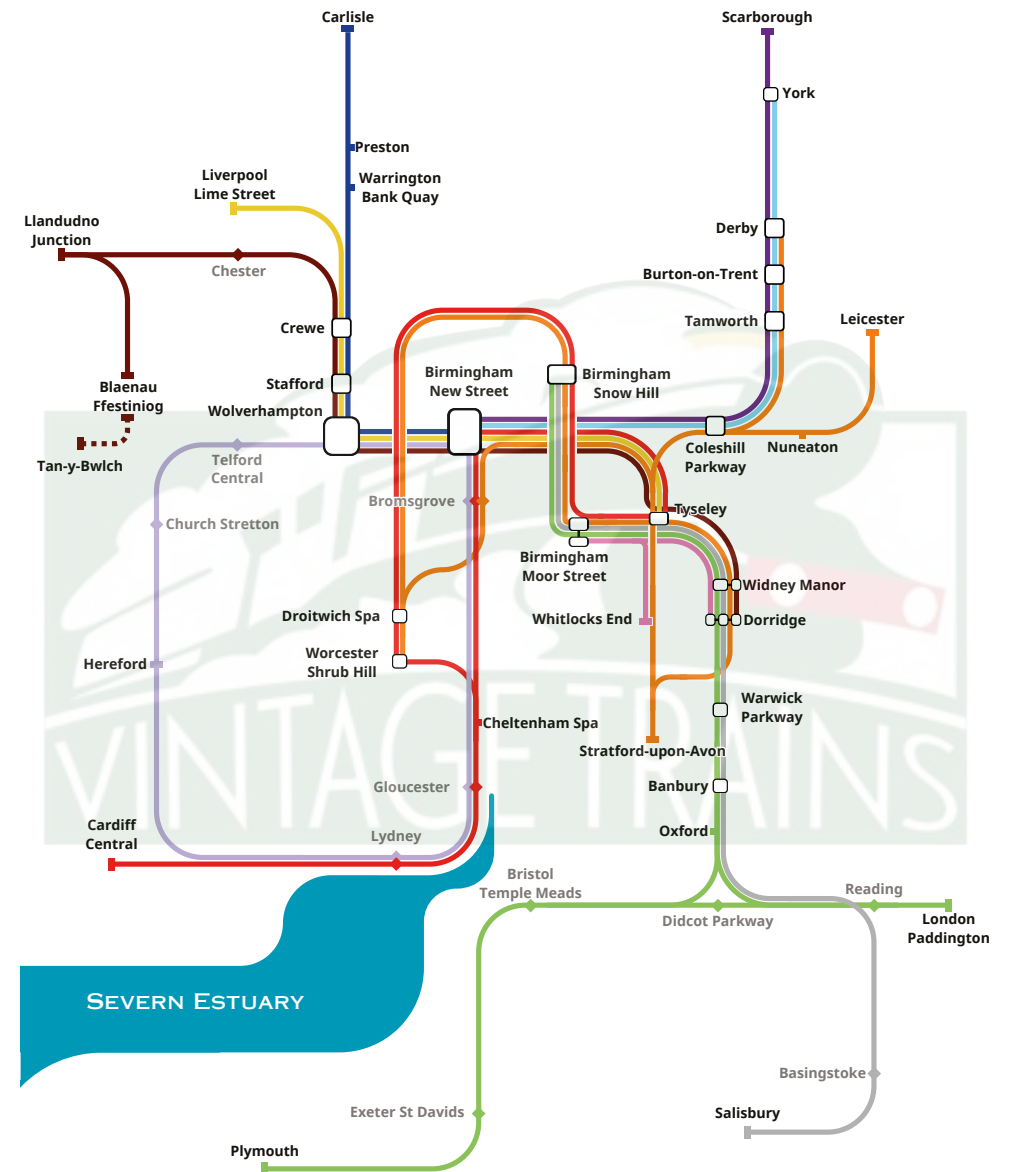 Carlisle
Scarborough
York
Preston
Warrington
Bank Quay
Liverpool
Lime Street
Llandudno
Junction
Chester
Derby
Burton-on-Trent
Tamworth
Leicester
Crewe
Stafford
Wolverhampton
Birmingham
New Street
Birmingham
Snow Hill
Blaenau
Ffestiniog
Tan-y-Bwlch
Telford
Central
Coleshill
Parkway
Nuneaton
Church Stretton
Bromsgrove
Tyseley
Birmingham
Moor Street
Widney Manor
Droitwich Spa
Whitlocks End
Dorridge
Worcester
Shrub Hill
Hereford
Warwick
Parkway
Cheltenham Spa
Stratford-upon-Avon
VINTAGE TRAINS
Gloucester
Banbury
Cardiff
Central
Lydney
Oxford
Bristol
Temple Meads
Didcot Parkway
Reading
London
Paddington
Severn Estuary
Basingstoke
Exeter St Davids
Salisbury
Plymouth